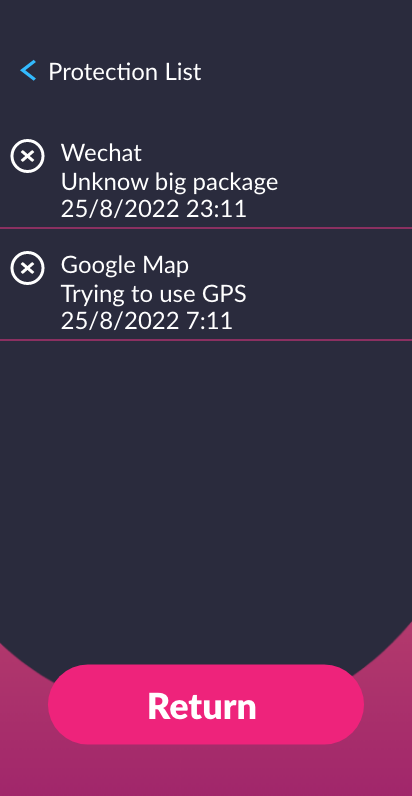 Protection List
Wechat
Unknow big package
25/8/2022 23:11
Google Map
Trying to use GPS
25/8/2022 7:11
Return